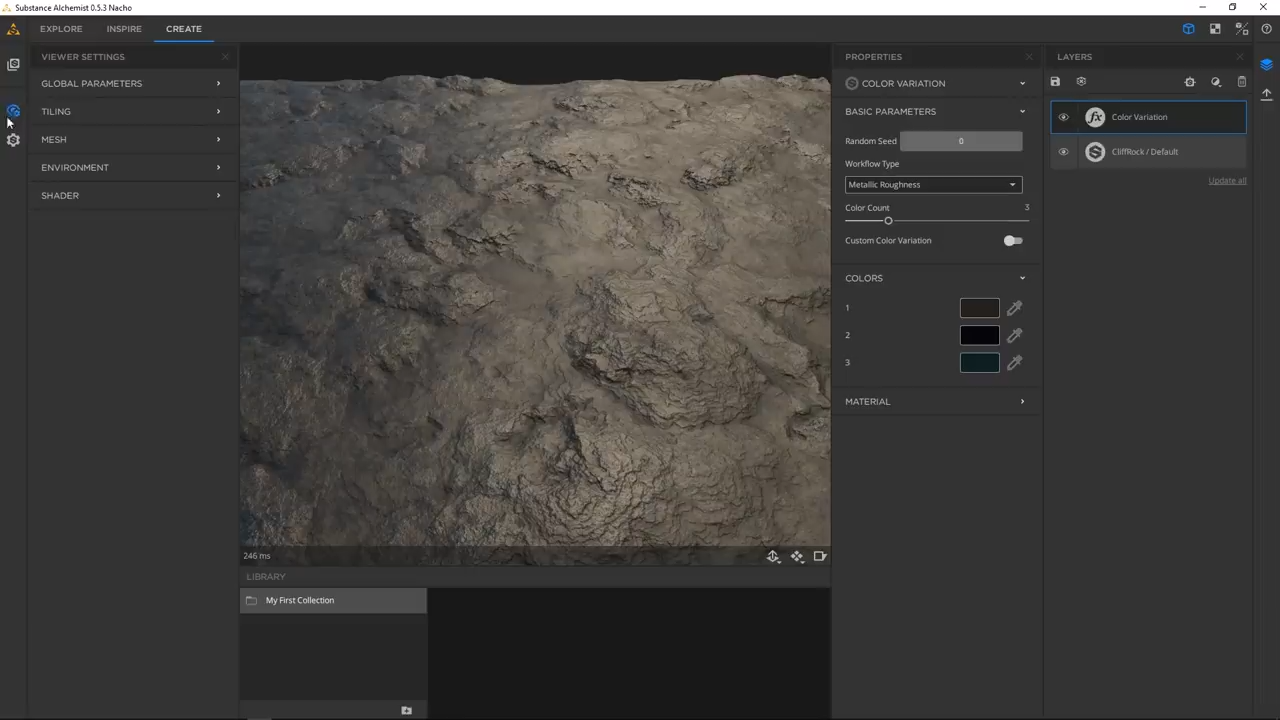 Substance Alchemist 0.5.3 Nacho
EXPLORE INSPIRE CREATE
VIEWER SETTINGS
GLOBAL PARAMETERS
TILING
MESH
ENVIRONMENT
SHADER
246 ms
LIBRARY
My First Collection
PROPERTIES
COLOR VARIATION
BASIC PARAMETERS
Random Seed 0
Workflow Type
Metallic Roughness
Color Count 3
Custom Color Variation
COLORS
1
2
3
MATERIAL
LAYERS
Color Variation
CliffRock / Default
Update all